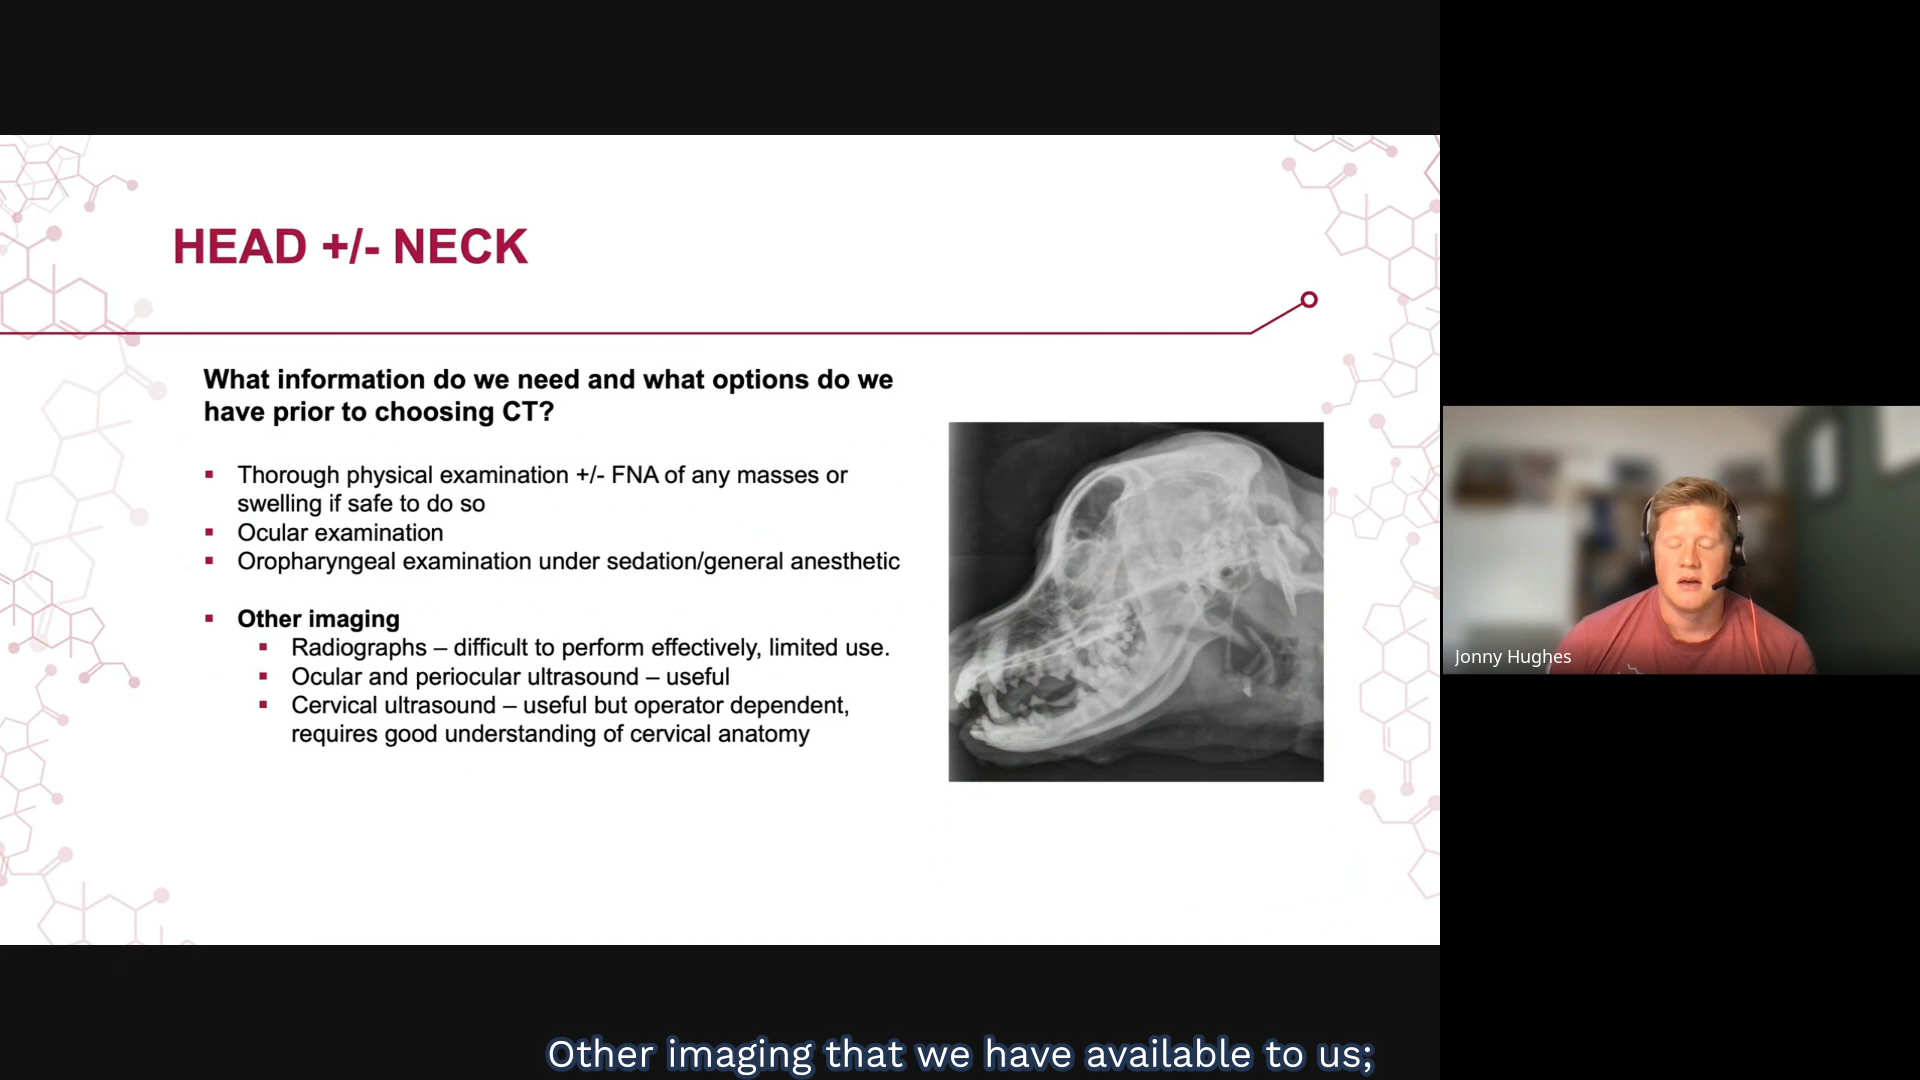 HEAD +/- NECK
What information do we need and what options do we
have prior to choosing CT?
▪ Thorough physical examination +/- FNA of any masses or
swelling if safe to do so
▪ Ocular examination
▪ Oropharyngeal examination under sedation/general anesthetic
▪ Other imaging
▪ Radiographs – difficult to perform effectively, limited use.
▪ Ocular and periocular ultrasound – useful
▪ Cervical ultrasound – useful but operator dependent,
requires good understanding of cervical anatomy
Jonny Hughes
Other imaging that we have available to us;